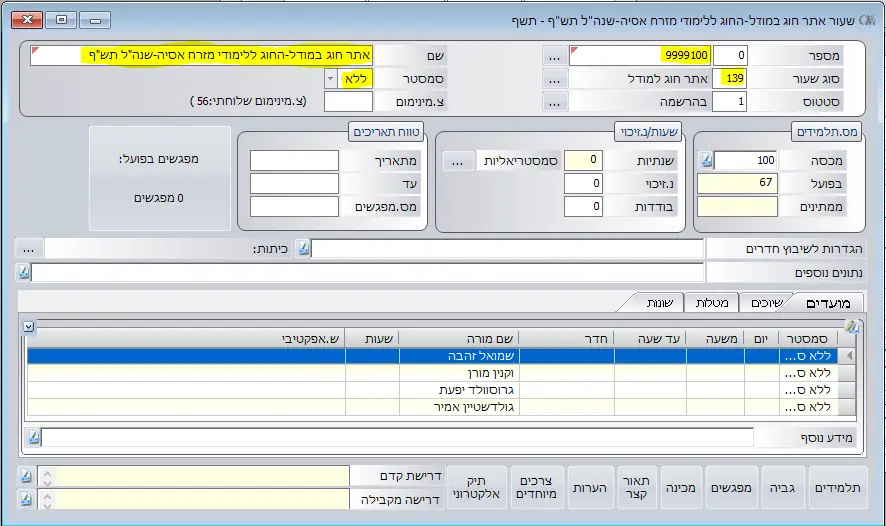 שעור אתר חוג במודל-החוג ללימודי מזרח אסיה-שנה"ל תש"ף - תשף
מספר 0 9999100 ... שם אתר חוג במודל-החוג ללימודי מזרח אסיה-שנה"ל תש"ף
סוג שעור 139 אתר חוג למודל ... סמסטר ללא
סטטוס 1 בהרשמה ... צ.מינימום (צ.מינימום שלוחתי:56 )
מס.תלמידים
מכסה 100
בפועל 67
ממתינים
שעות/נ.זיכוי
שנתיות 0 סמסטריאליות ...
נ.זיכוי 0
בודדות 0
טווח תאריכים
מתאריך
עד
מס.מפגשים
מפגשים בפועל:
0 מפגשים
הגדרות לשיבוץ חדרים כיתות: ...
נתונים נוספים
מועדים שיוכים מטלות שונות
סמסטר יום משעה עד שעה חדר שם מורה שעות ש.אפקטיבי
ללא ס... שמואל זהבה
ללא ס... וקנין מורן
ללא ס... גרוסוולד יפעת
ללא ס... גולדשטיין אמיר
מידע נוסף
תלמידים גביה מפגשים מכינה תאור קצר הערות צרכים מיוחדים תיק אלקטרוני
דרישת קדם
דרישה מקבילה